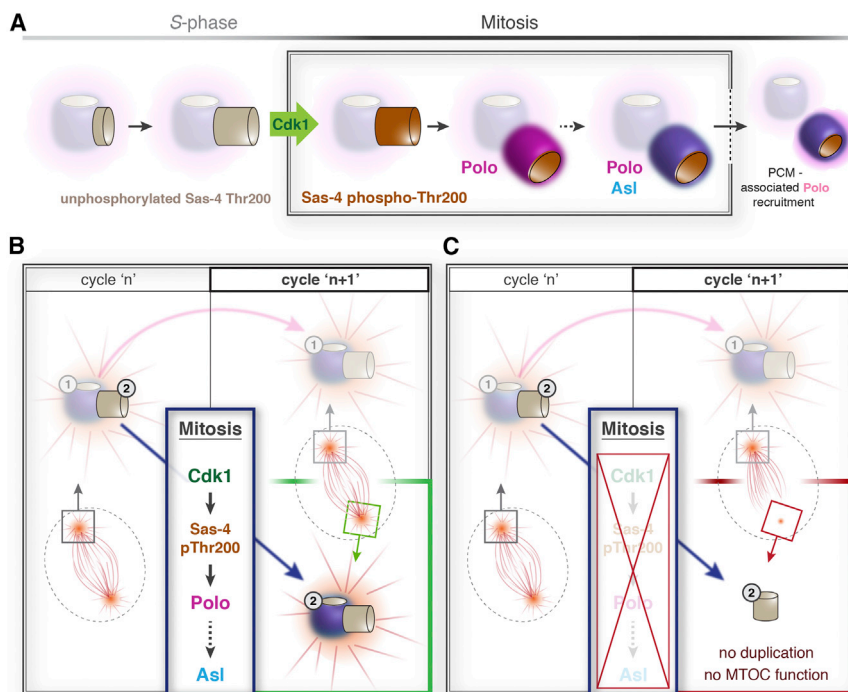 A
S-phase
Mitosis
Cdk1
Polo
Polo
Asl
PCM -
associated Polo
recruitment
unphosphorylated Sas-4 Thr200
Sas-4 phospho-Thr200
B
cycle 'n'
cycle 'n+1'
1
2
1
Mitosis
Cdk1
Sas-4
pThr200
Polo
Asl
2
C
cycle 'n'
cycle 'n+1'
1
2
1
Mitosis
Cdk1
Sas-4
pThr200
Polo
Asl
2
no duplication
no MTOC function